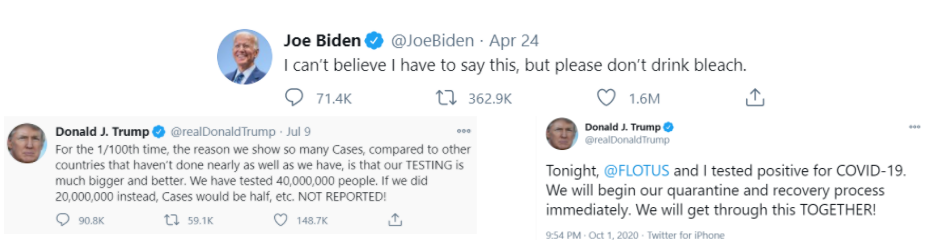 Joe Biden @JoeBiden · Apr 24
I can't believe I have to say this, but please don't drink bleach.
71.4K 362.9K 1.6M
Donald J. Trump @realDonaldTrump · Jul 9
For the 1/100th time, the reason we show so many Cases, compared to other
countries that haven't done nearly as well as we have, is that our TESTING is
much bigger and better. We have tested 40,000,000 people. If we did
20,000,000 instead, Cases would be half, etc. NOT REPORTED!
90.8K 59.1K 148.7K
Donald J. Trump
@realDonaldTrump
Tonight, @FLOTUS and I tested positive for COVID-19.
We will begin our quarantine and recovery process
immediately. We will get through this TOGETHER!
9:54 PM · Oct 1, 2020 · Twitter for iPhone